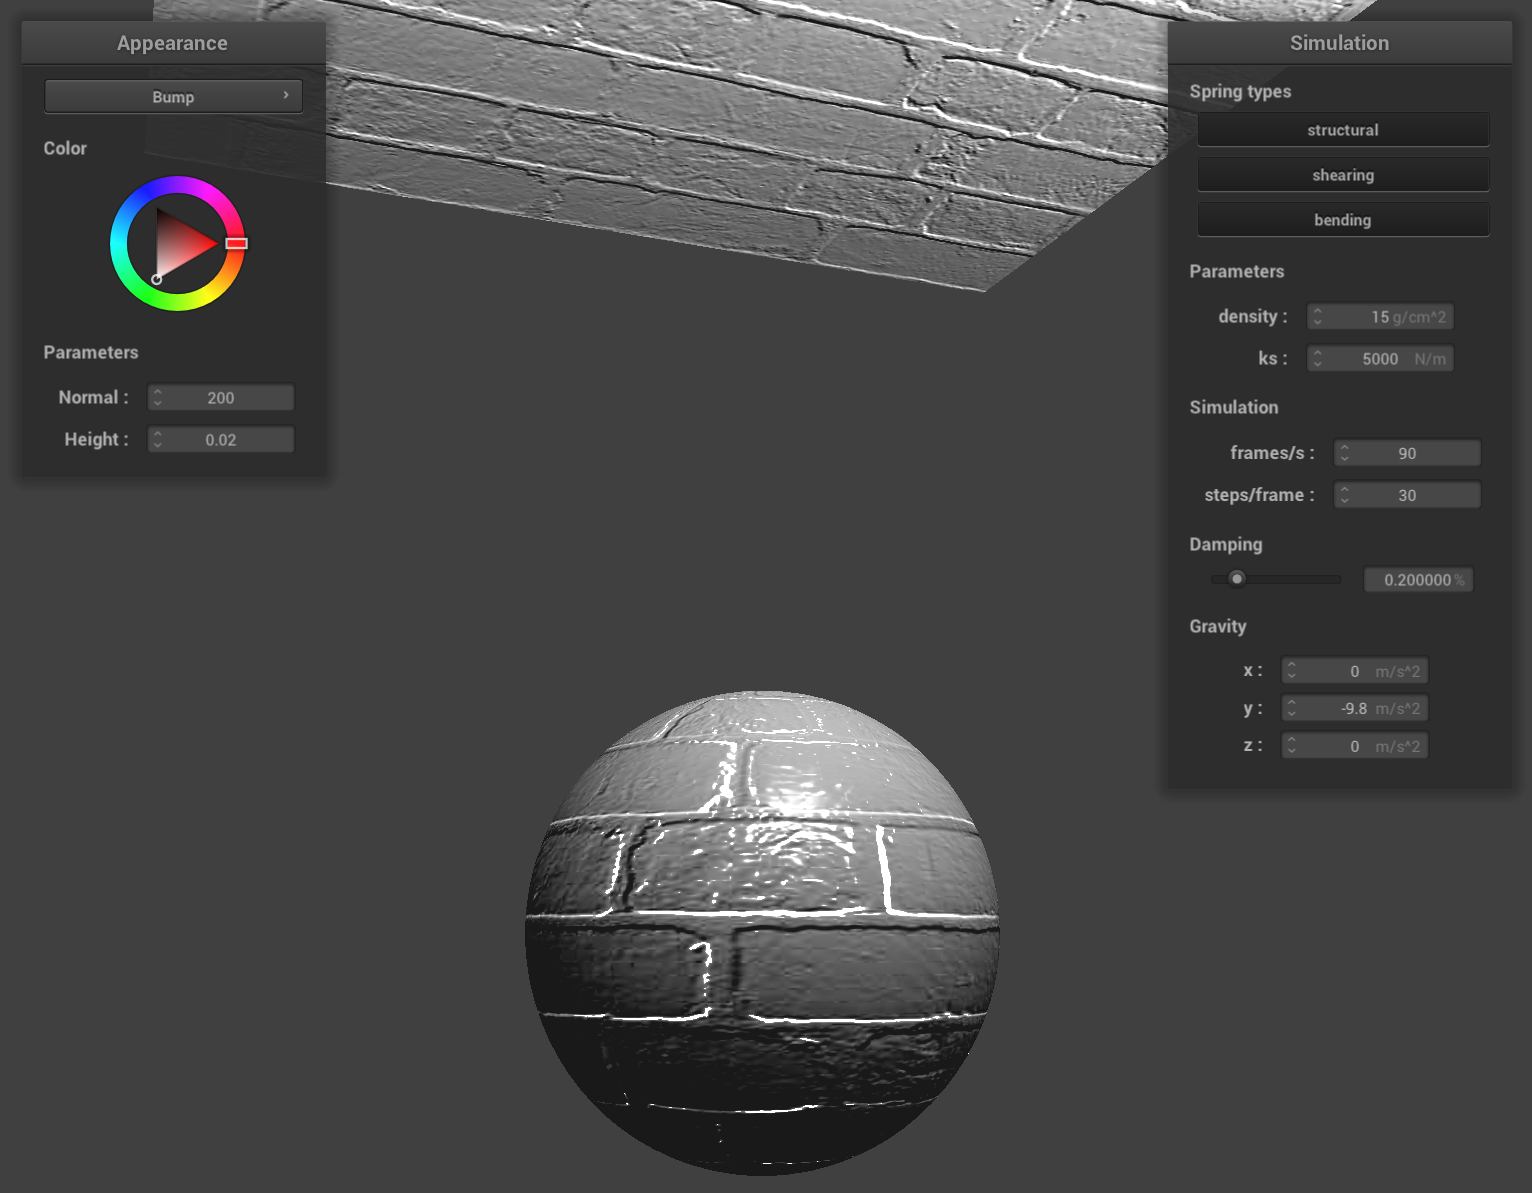 Appearance
Bump
Color
Parameters
Normal : 200
Height : 0.02
Simulation
Spring types
structural
shearing
bending
Parameters
density : 15 g/cm^2
ks : 5000 N/m
Simulation
frames/s : 90
steps/frame : 30
Damping
0.200000 %
Gravity
x : 0 m/s^2
y : -9.8 m/s^2
z : 0 m/s^2